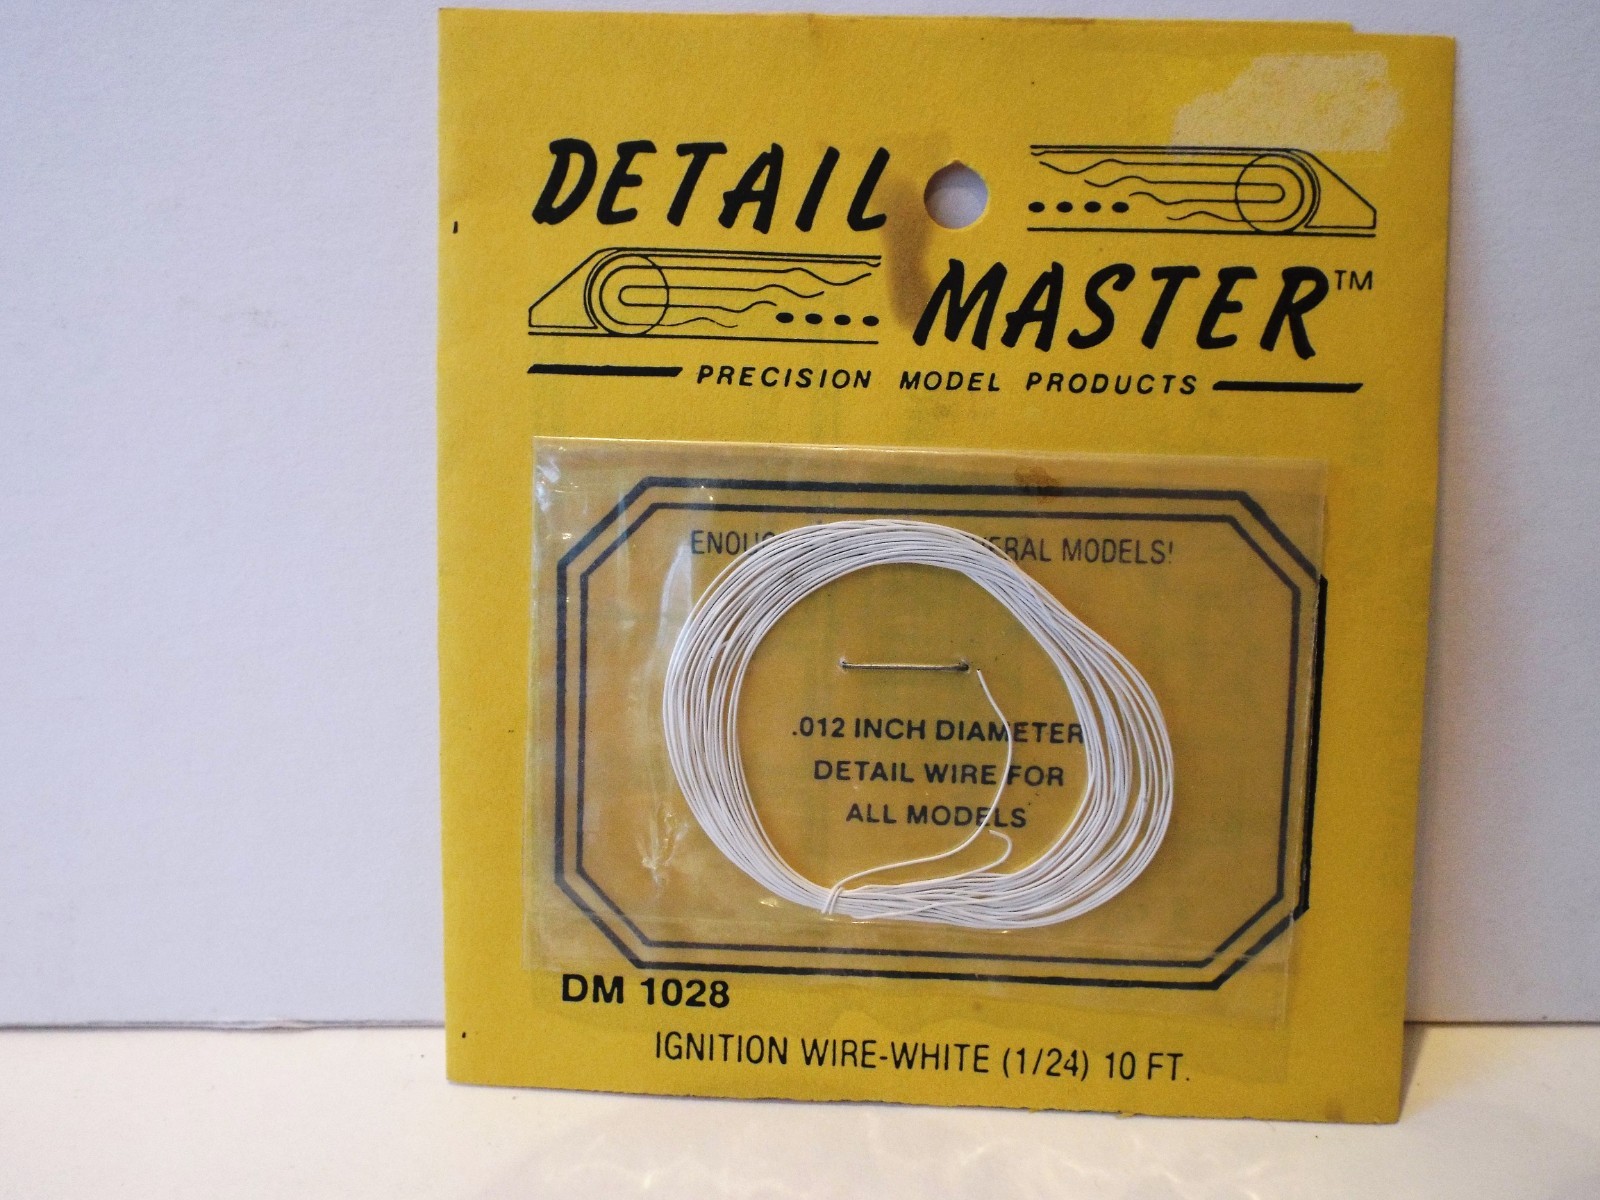 DETAIL
MASTER™
PRECISION MODEL PRODUCTS
MODELS!
.012 INCH DIAMETER
DETAIL WIRE FOR
ALL MODELS
DM 1028
IGNITION WIRE-WHITE (1/24) 10 FT.